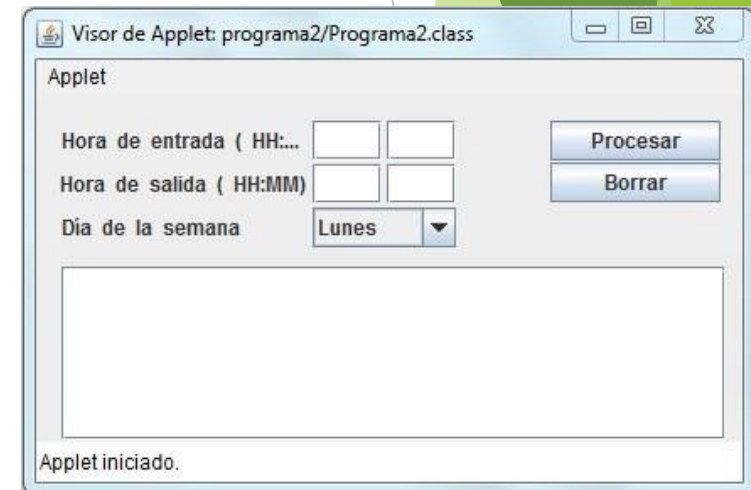 Visor de Applet: programa2/Programa2.class
Applet
Hora de entrada ( HH:...
Procesar
Hora de salida ( HH:MM)
Borrar
Día de la semana
Lunes
Applet iniciado.